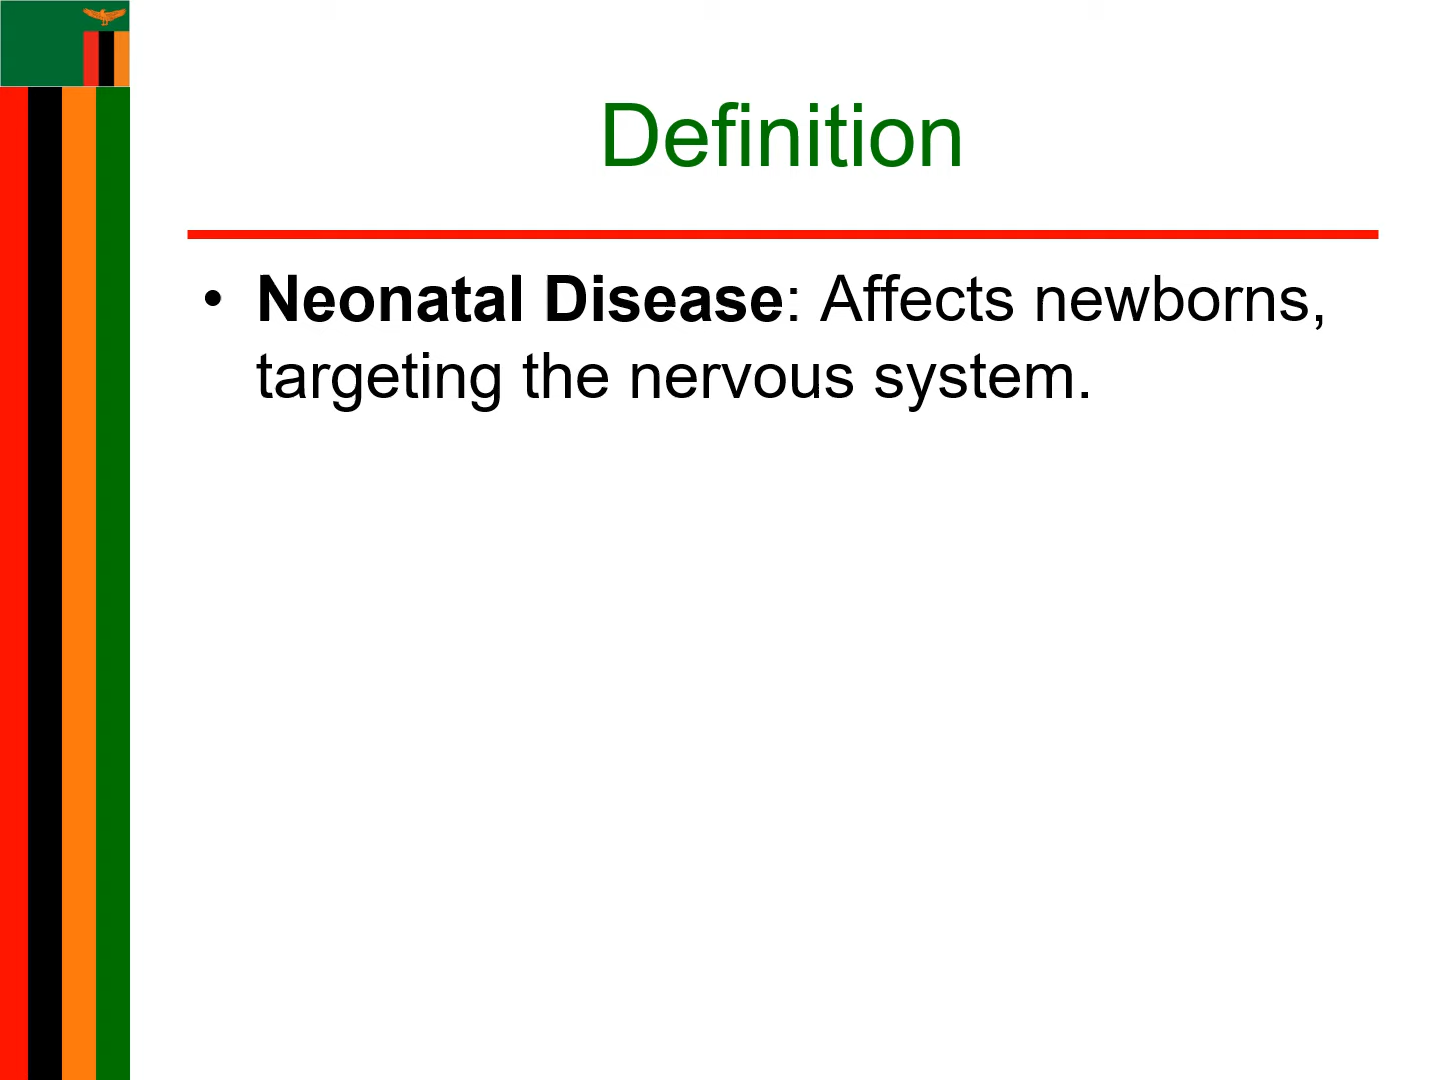 Definition
• Neonatal Disease: Affects newborns,
targeting the nervous system.